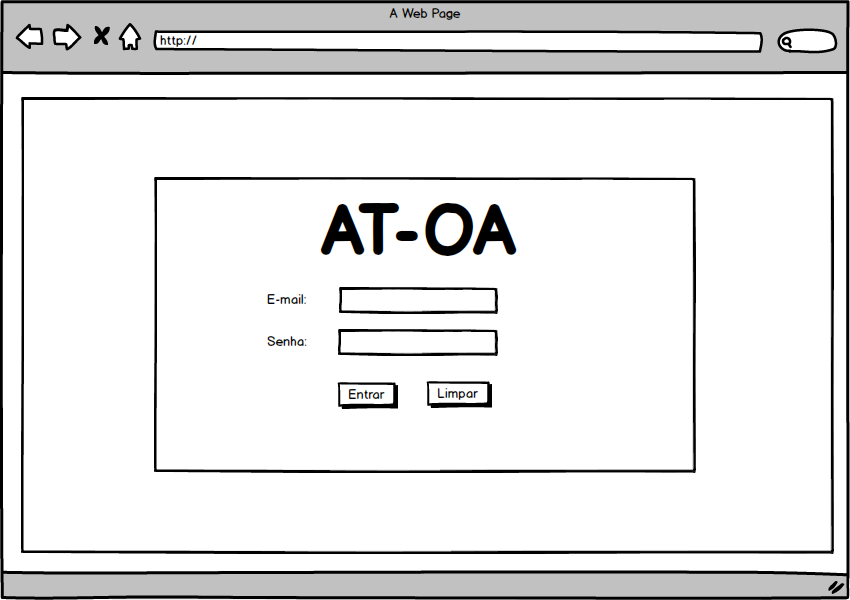 A Web Page
http://
AT-OA
E-mail:
Senha:
Entrar Limpar